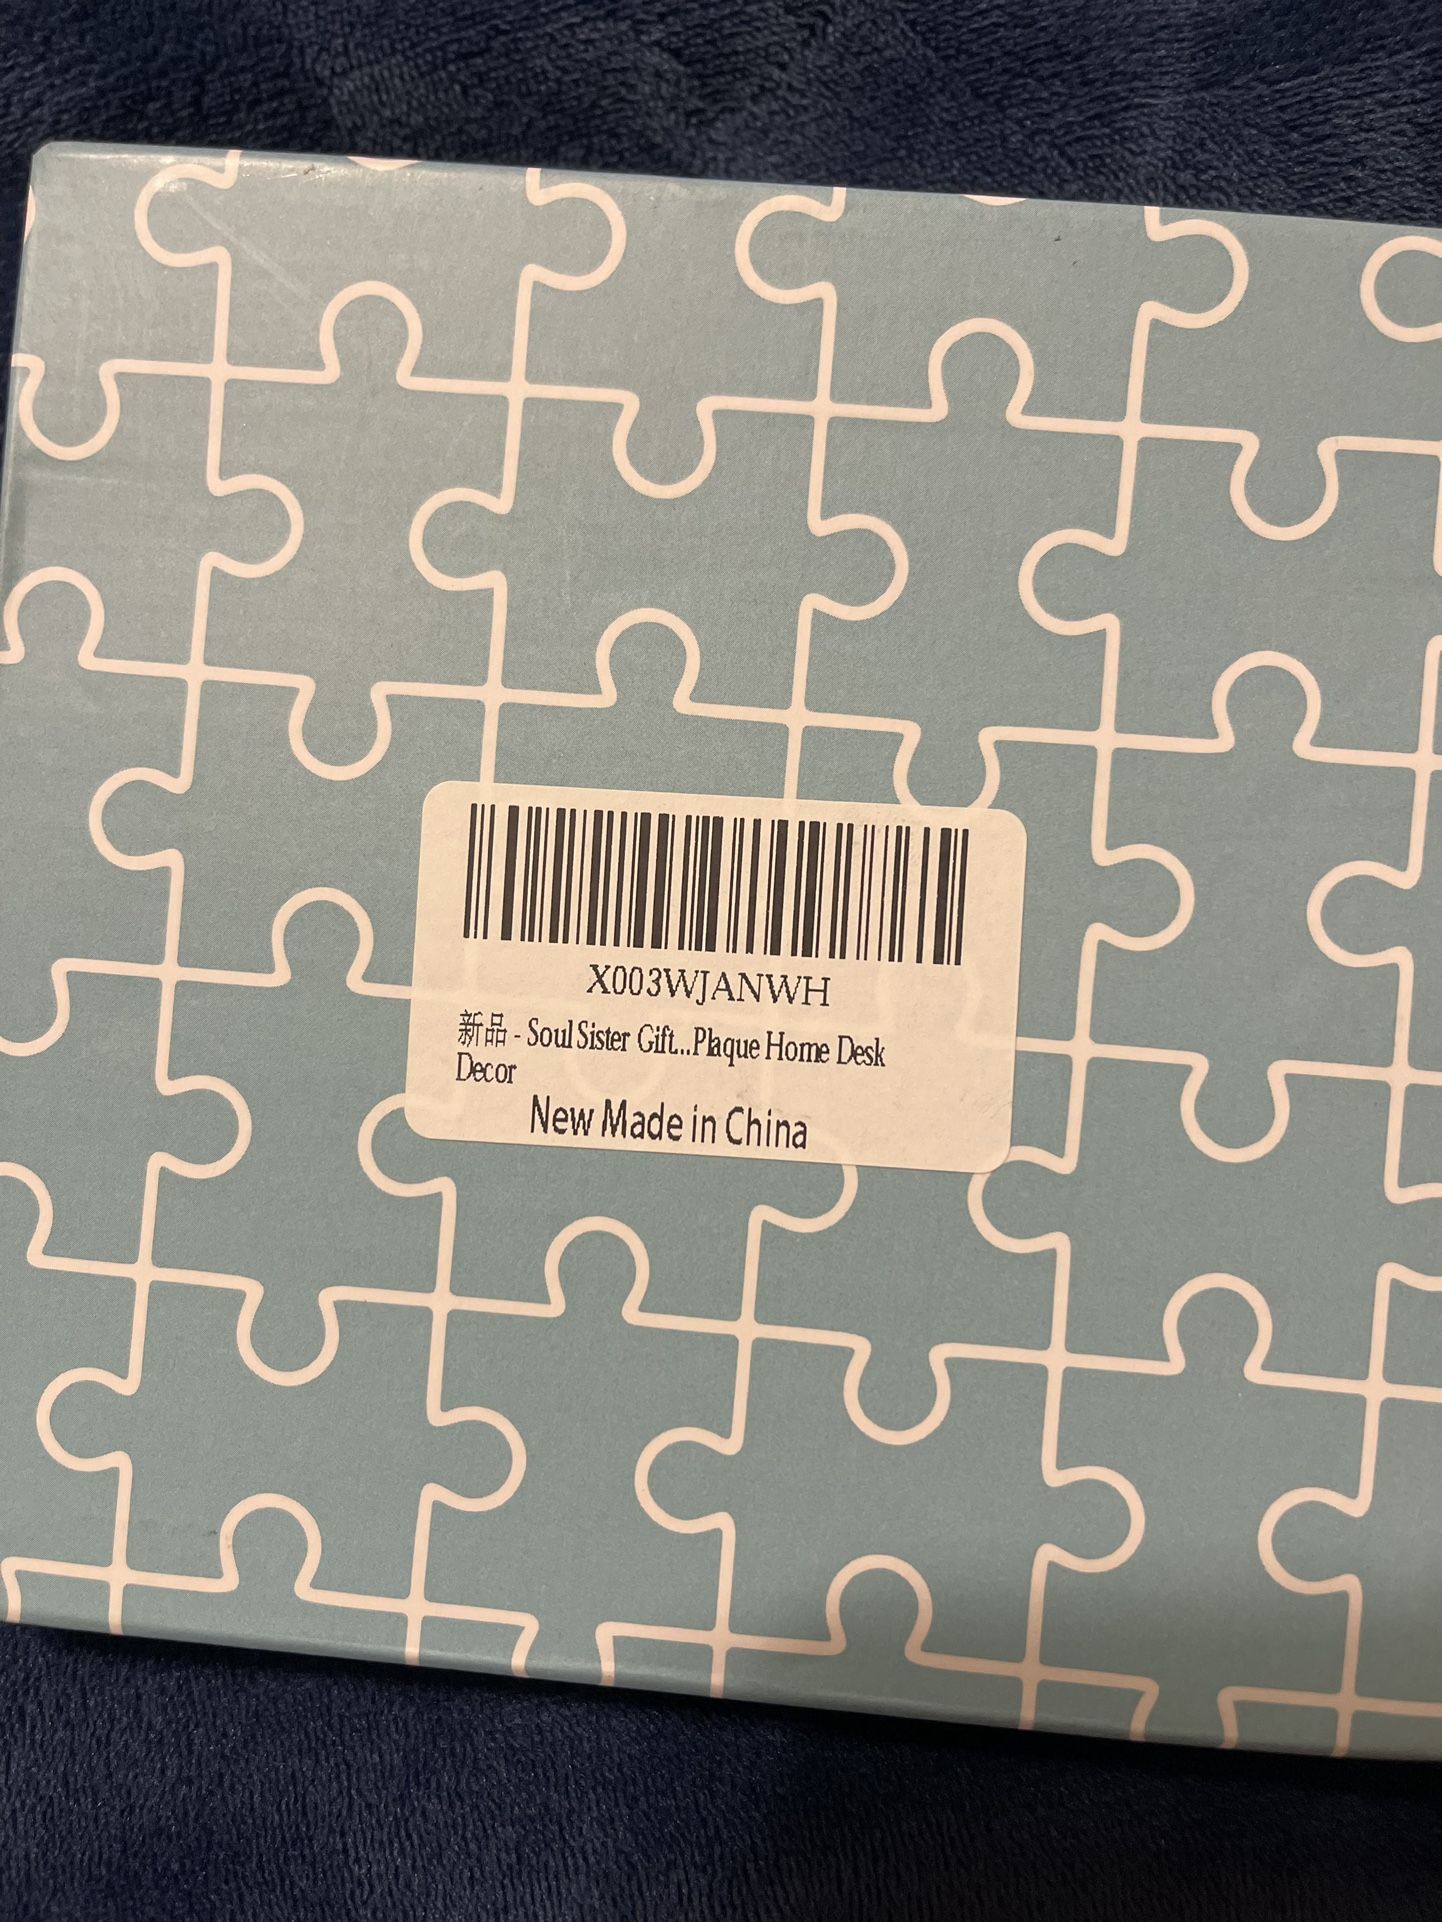 X003WJANWH
新品 - Soul Sister Gift...Plaque Home Desk
Decor
New Made in China